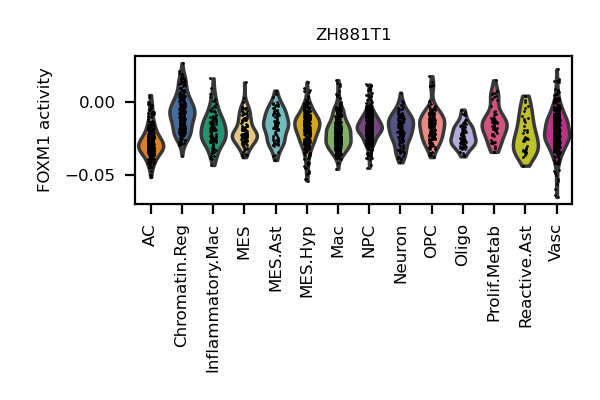 ZH881T1
FOXM1 activity
0.00
−0.05
AC
Chromatin.Reg
Inflammatory.Mac
MES
MES.Ast
MES.Hyp
Mac
NPC
Neuron
OPC
Oligo
Prolif.Metab
Reactive.Ast
Vasc